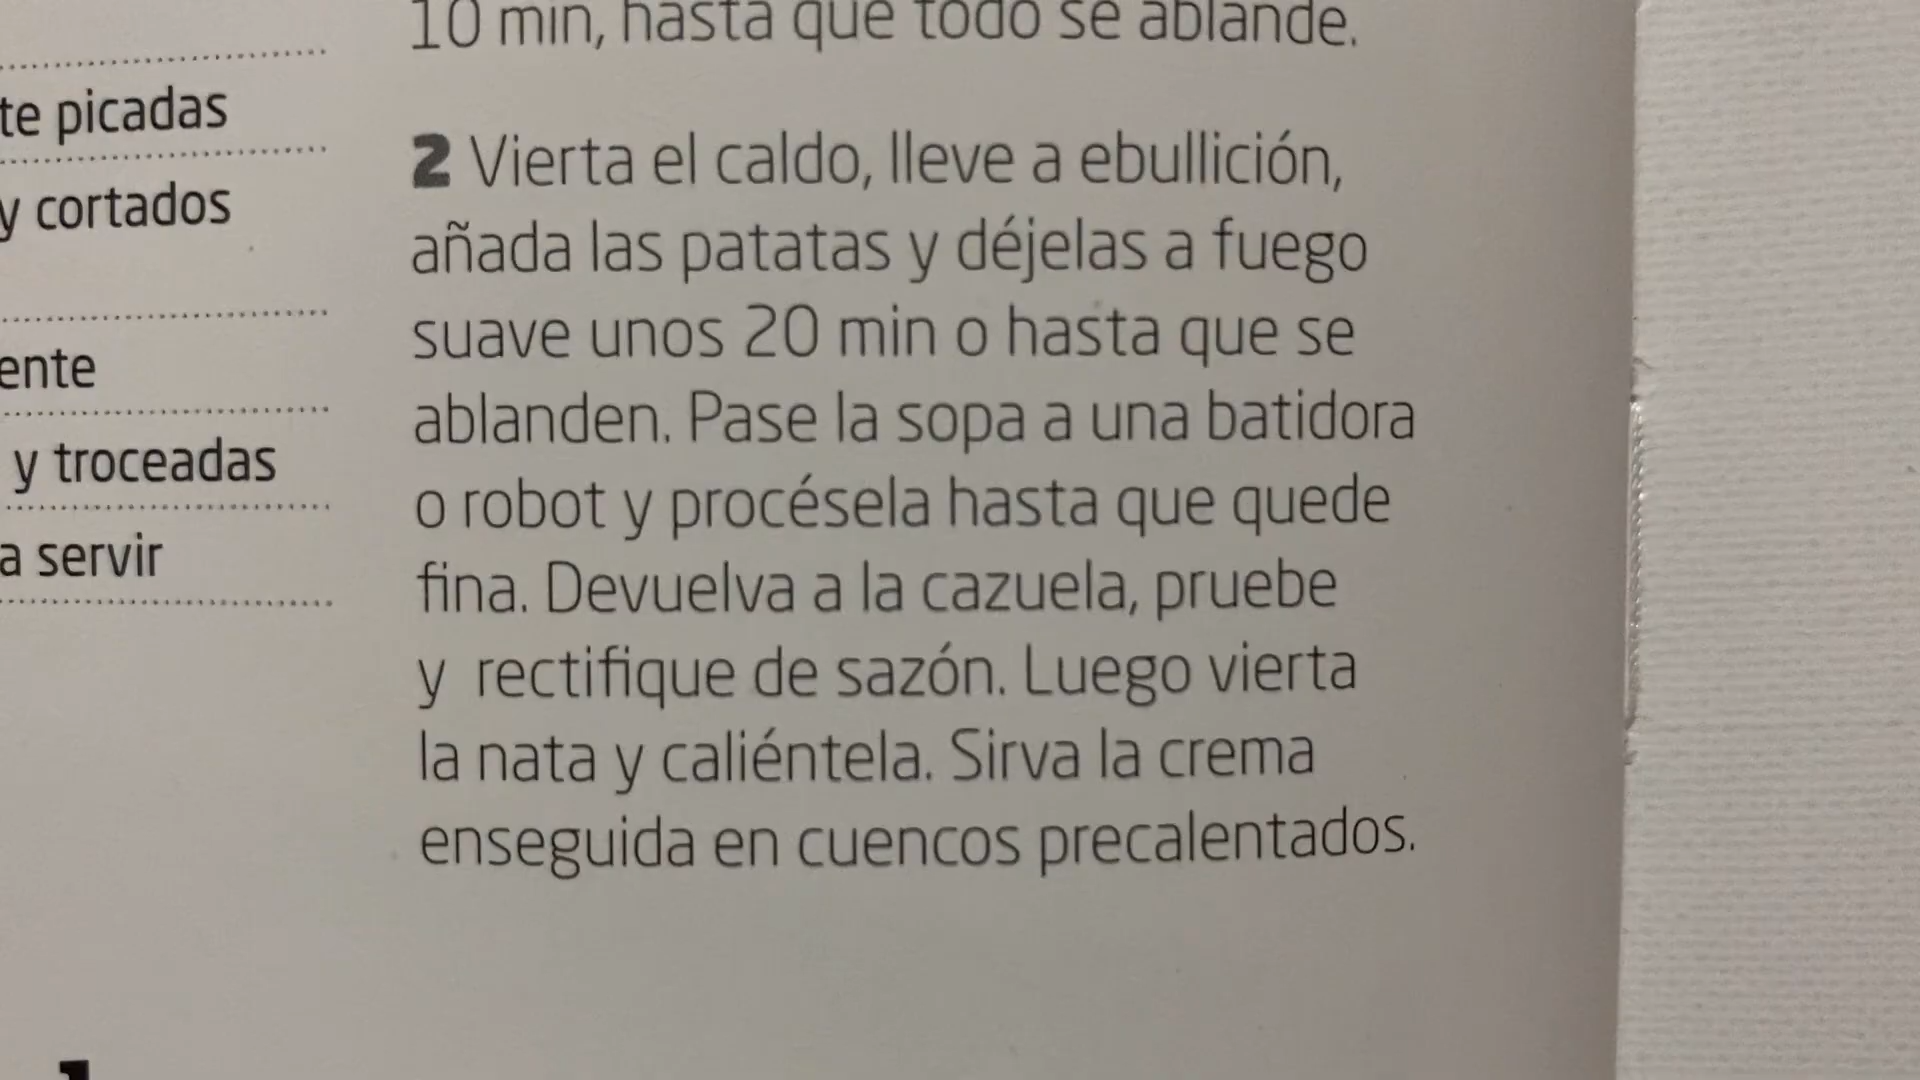 te picadas
y cortados
ente
y troceadas
a servir
10 min, hasta que todo se ablande.
2 Vierta el caldo, lleve a ebullición,
añada las patatas y déjelas a fuego
suave unos 20 min o hasta que se
ablanden. Pase la sopa a una batidora
o robot y procésela hasta que quede
fina. Devuelva a la cazuela, pruebe
y rectifique de sazón. Luego vierta
la nata y caliéntela. Sirva la crema
enseguida en cuencos precalentados.